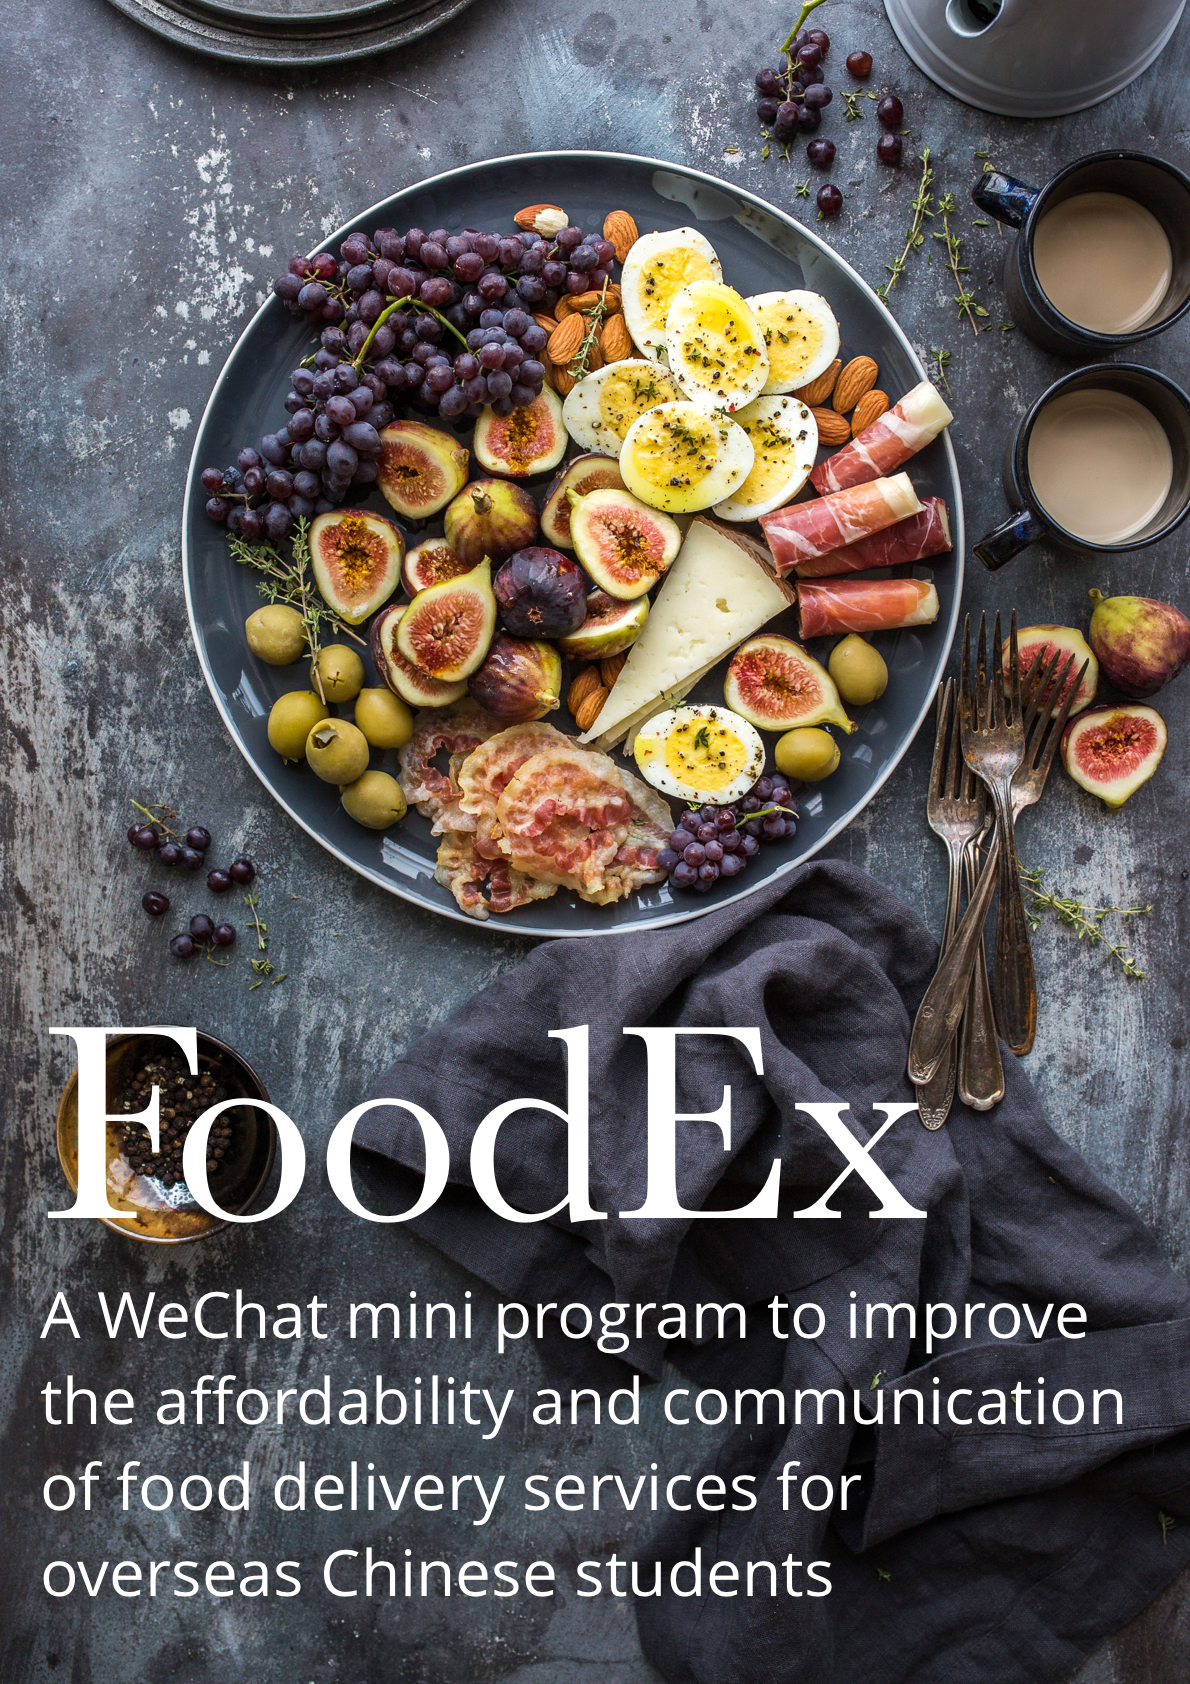 FoodEx
A WeChat mini program to improve
the affordability and communication
of food delivery services for
overseas Chinese students